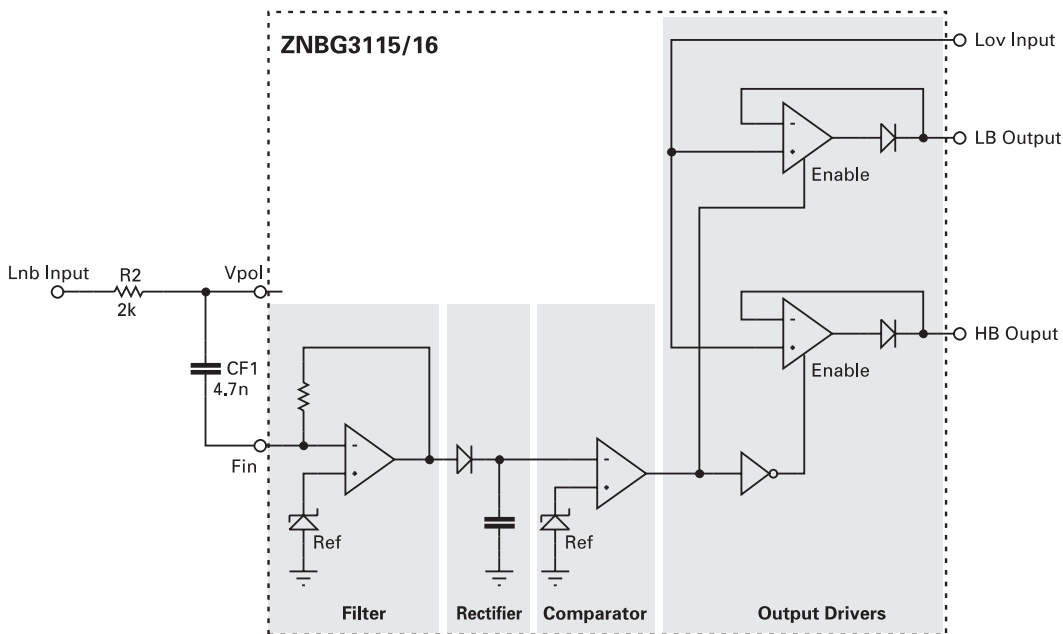 ZNBG3115/16
Lov Input
-
+
LB Output
Enable
Lnb Input
R2
2k
Vpol
-
+
HB Ouput
Enable
CF1
4.7n
Fin
-
+
Ref
-
+
Ref
Filter
Rectifier
Comparator
Output Drivers